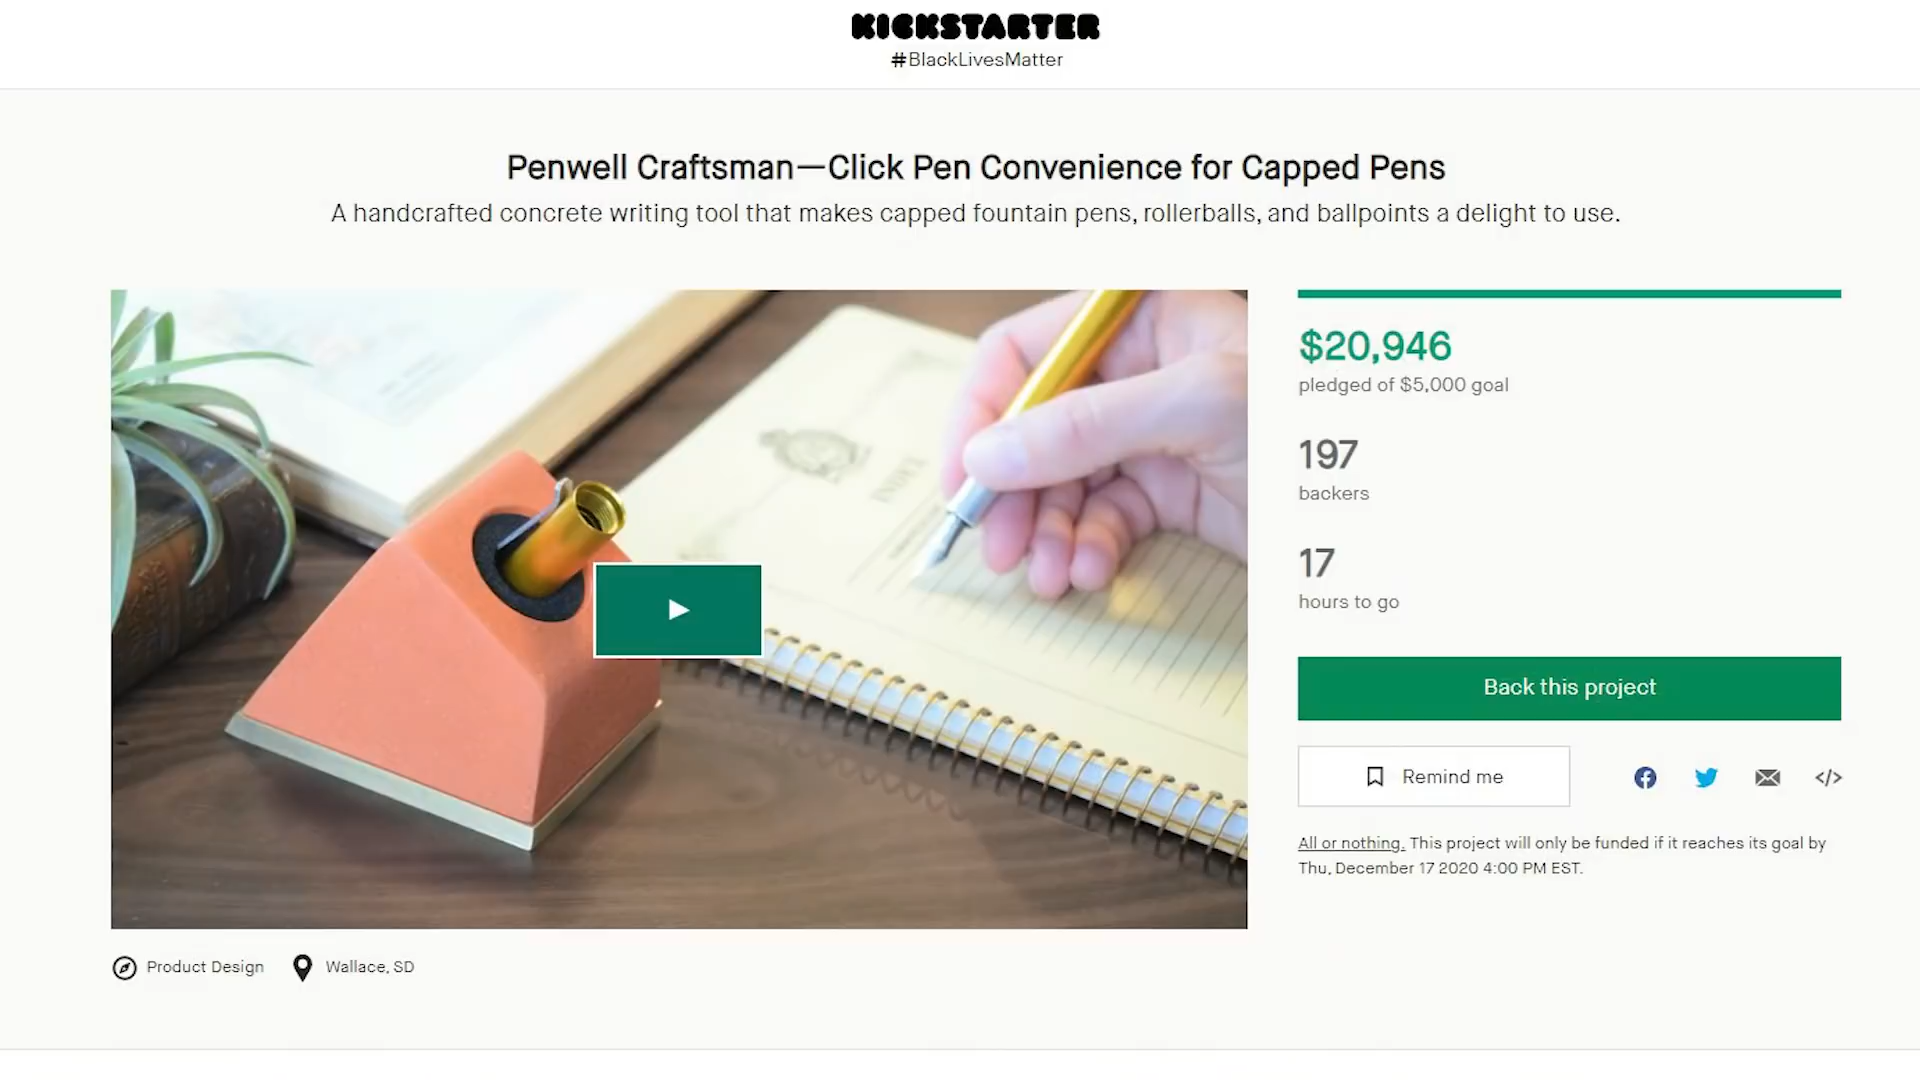 KICKSTARTER
#BlackLivesMatter
Penwell Craftsman—Click Pen Convenience for Capped Pens
A handcrafted concrete writing tool that makes capped fountain pens, rollerballs, and ballpoints a delight to use.
INDEX
$20,946
pledged of $5,000 goal
197
backers
17
hours to go
Back this project
Remind me
All or nothing. This project will only be funded if it reaches its goal by
Thu, December 17 2020 4:00 PM EST.
Product Design
Wallace, SD